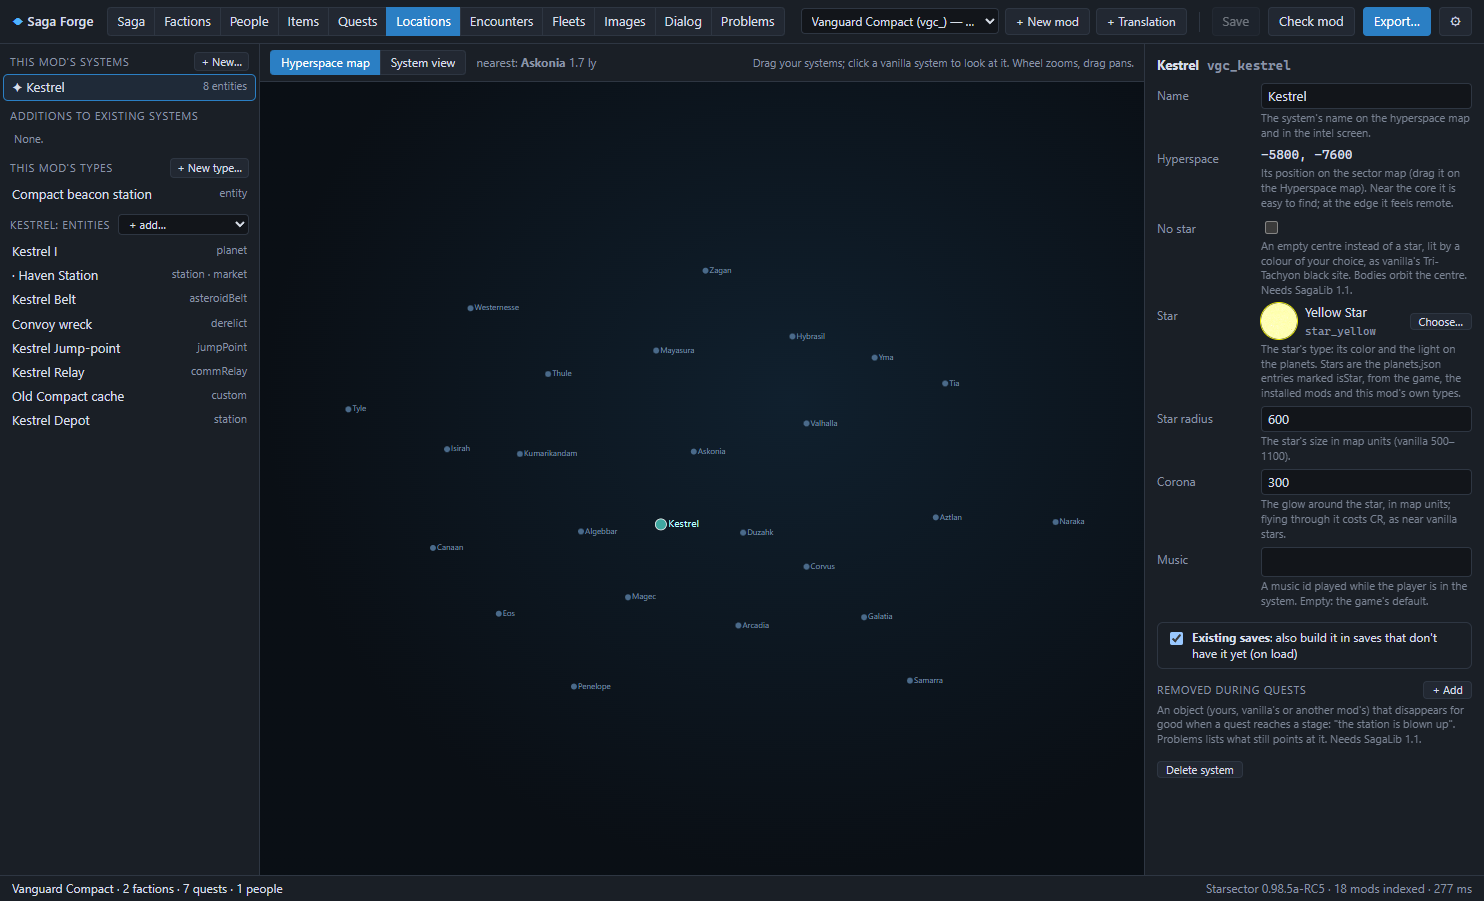 Saga Forge
Saga
Factions
People
Items
Quests
Locations
Encounters
Fleets
Images
Dialog
Problems
Vanguard Compact (vgc_) — ...
+ New mod
+ Translation
Save
Check mod
Export...
THIS MOD'S SYSTEMS
+ New...
✦ Kestrel
8 entities
ADDITIONS TO EXISTING SYSTEMS
None.
THIS MOD'S TYPES
+ New type...
Compact beacon station
entity
KESTREL: ENTITIES
+ add...
Kestrel I
planet
· Haven Station
station · market
Kestrel Belt
asteroidBelt
Convoy wreck
derelict
Kestrel Jump-point
jumpPoint
Kestrel Relay
commRelay
Old Compact cache
custom
Kestrel Depot
station
Hyperspace map
System view
nearest: Askonia 1.7 ly
Drag your systems; click a vanilla system to look at it. Wheel zooms, drag pans.
Zagan
Westernesse
Hybrasil
Mayasura
Yma
Thule
Tia
Tyle
Valhalla
Isirah
Kumarikandam
Askonia
Kestrel
Aztlan
Naraka
Algebbar
Duzahk
Canaan
Corvus
Magec
Eos
Arcadia
Galatia
Penelope
Samarra
Kestrel vgc_kestrel
Name
Kestrel
The system's name on the hyperspace map
and in the intel screen.
Hyperspace
−5800, −7600
Its position on the sector map (drag it on
the Hyperspace map). Near the core it is
easy to find; at the edge it feels remote.
No star
An empty centre instead of a star, lit by a
colour of your choice, as vanilla's Tri-
Tachyon black site. Bodies orbit the centre.
Needs SagaLib 1.1.
Star
Yellow Star
star_yellow
Choose...
The star's type: its color and the light on
the planets. Stars are the planets.json
entries marked isStar, from the game, the
installed mods and this mod's own types.
Star radius
600
The star's size in map units (vanilla 500–
1100).
Corona
300
The glow around the star, in map units;
flying through it costs CR, as near vanilla
stars.
Music
A music id played while the player is in the
system. Empty: the game's default.
Existing saves: also build it in saves that don't
have it yet (on load)
REMOVED DURING QUESTS
+ Add
An object (yours, vanilla's or another mod's) that disappears for
good when a quest reaches a stage: "the station is blown up".
Problems lists what still points at it. Needs SagaLib 1.1.
Delete system
Vanguard Compact · 2 factions · 7 quests · 1 people
Starsector 0.98.5a-RC5 · 18 mods indexed · 277 ms